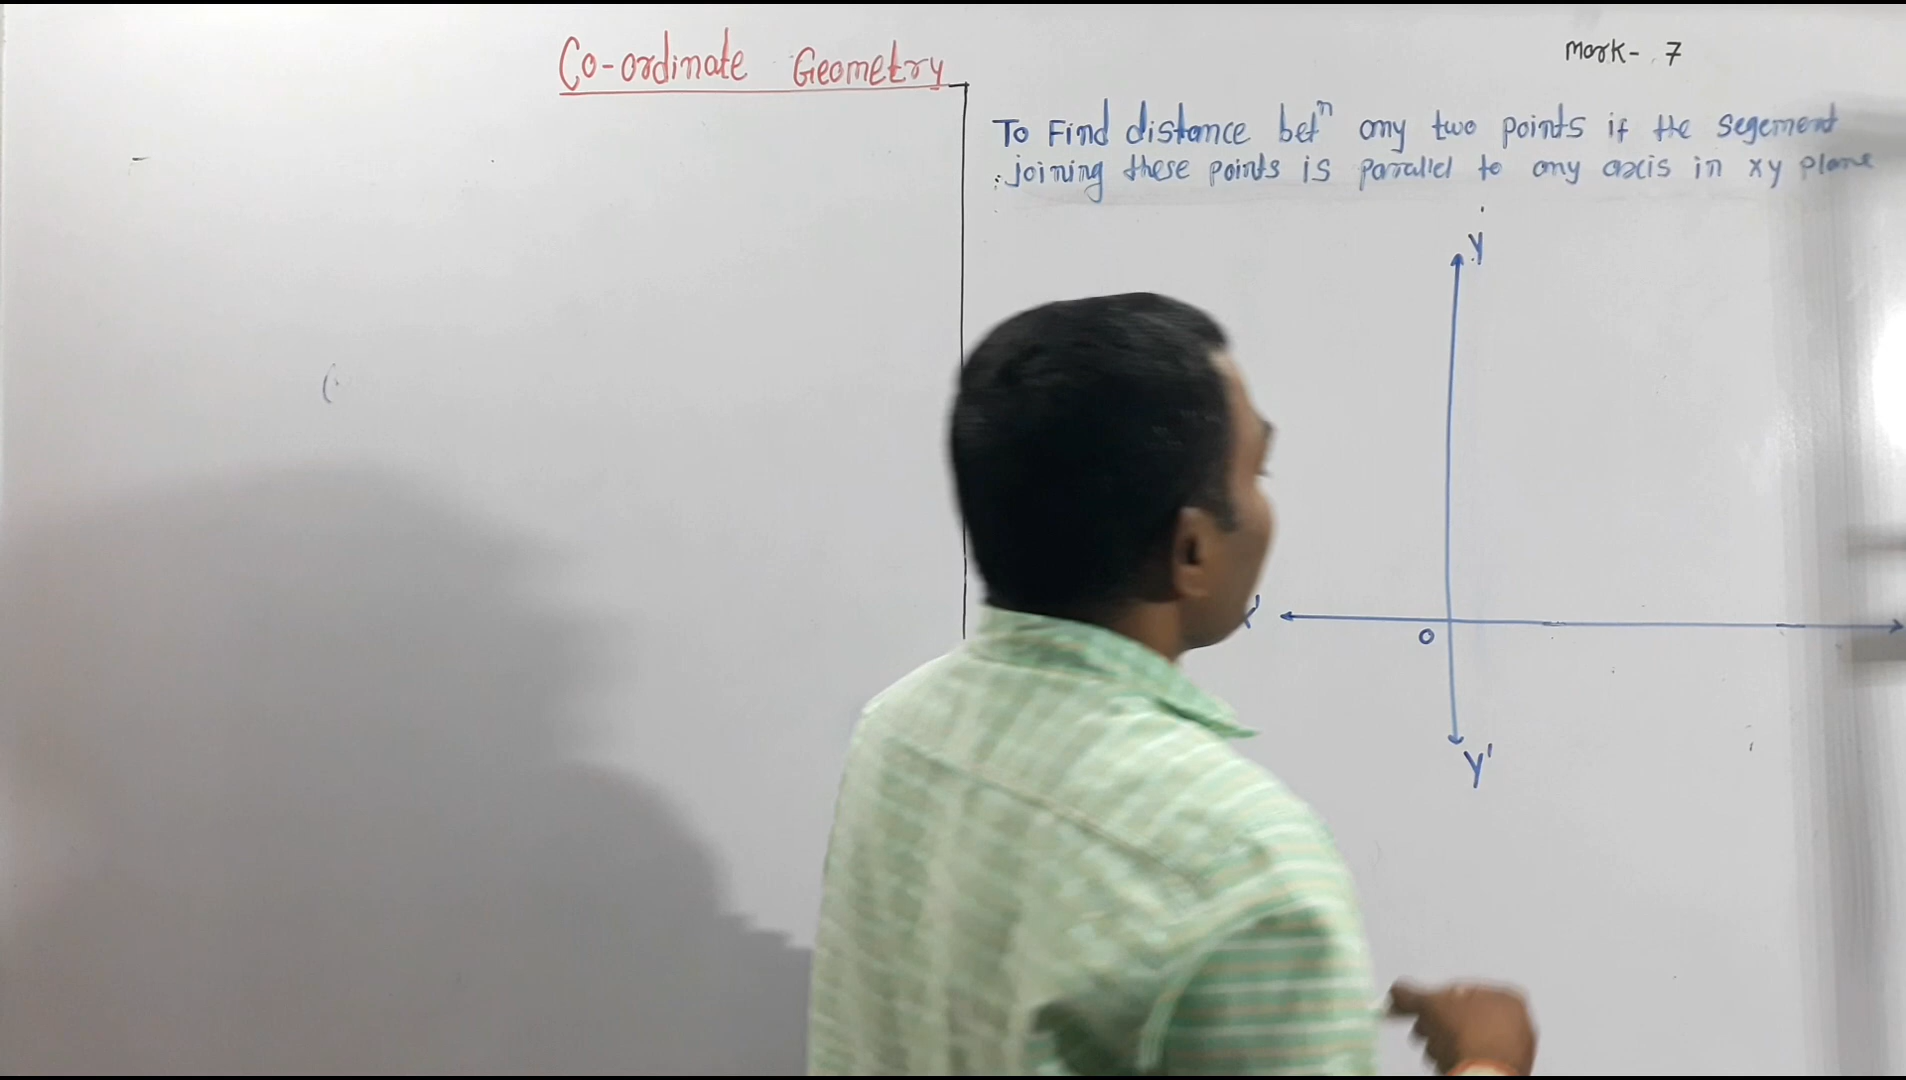 Co-ordinate Geometry
Mark- 7
To Find distance betⁿ any two points if the segement
joining these points is parallel to any axis in xy plane
Y
X'
O
Y'